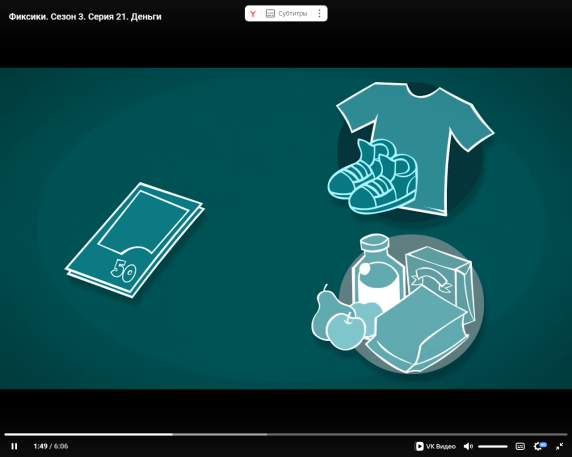 Фиксики. Сезон 3. Серия 21. Деньги
Y Субтитры
50
1:49 / 6:06
VK Видео